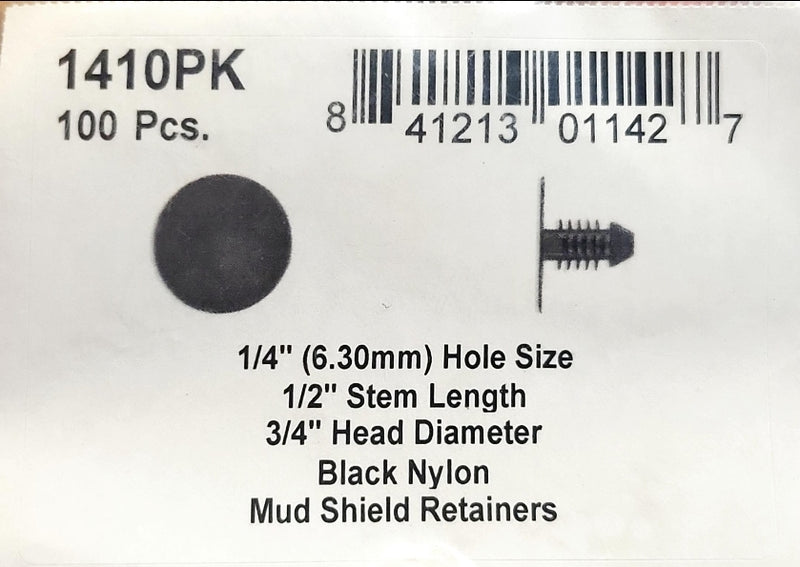 1410PK
100 Pcs.
8 41213 01142 7
1/4" (6.30mm) Hole Size
1/2" Stem Length
3/4" Head Diameter
Black Nylon
Mud Shield Retainers